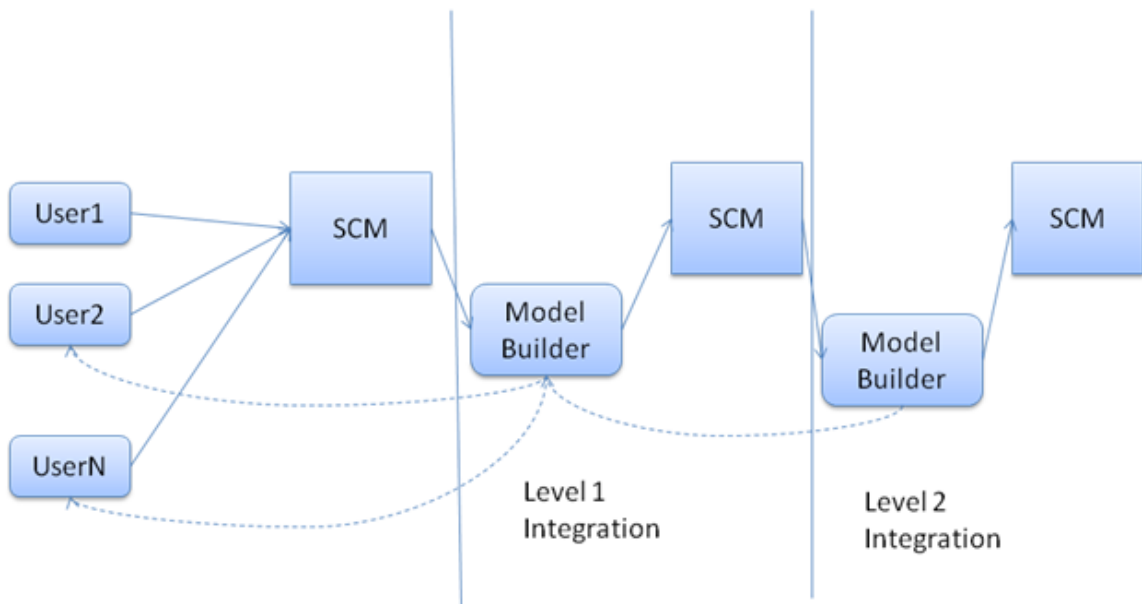 User1
SCM
SCM
SCM
User2
Model
Builder
Model
Builder
UserN
Level 1
Integration
Level 2
Integration